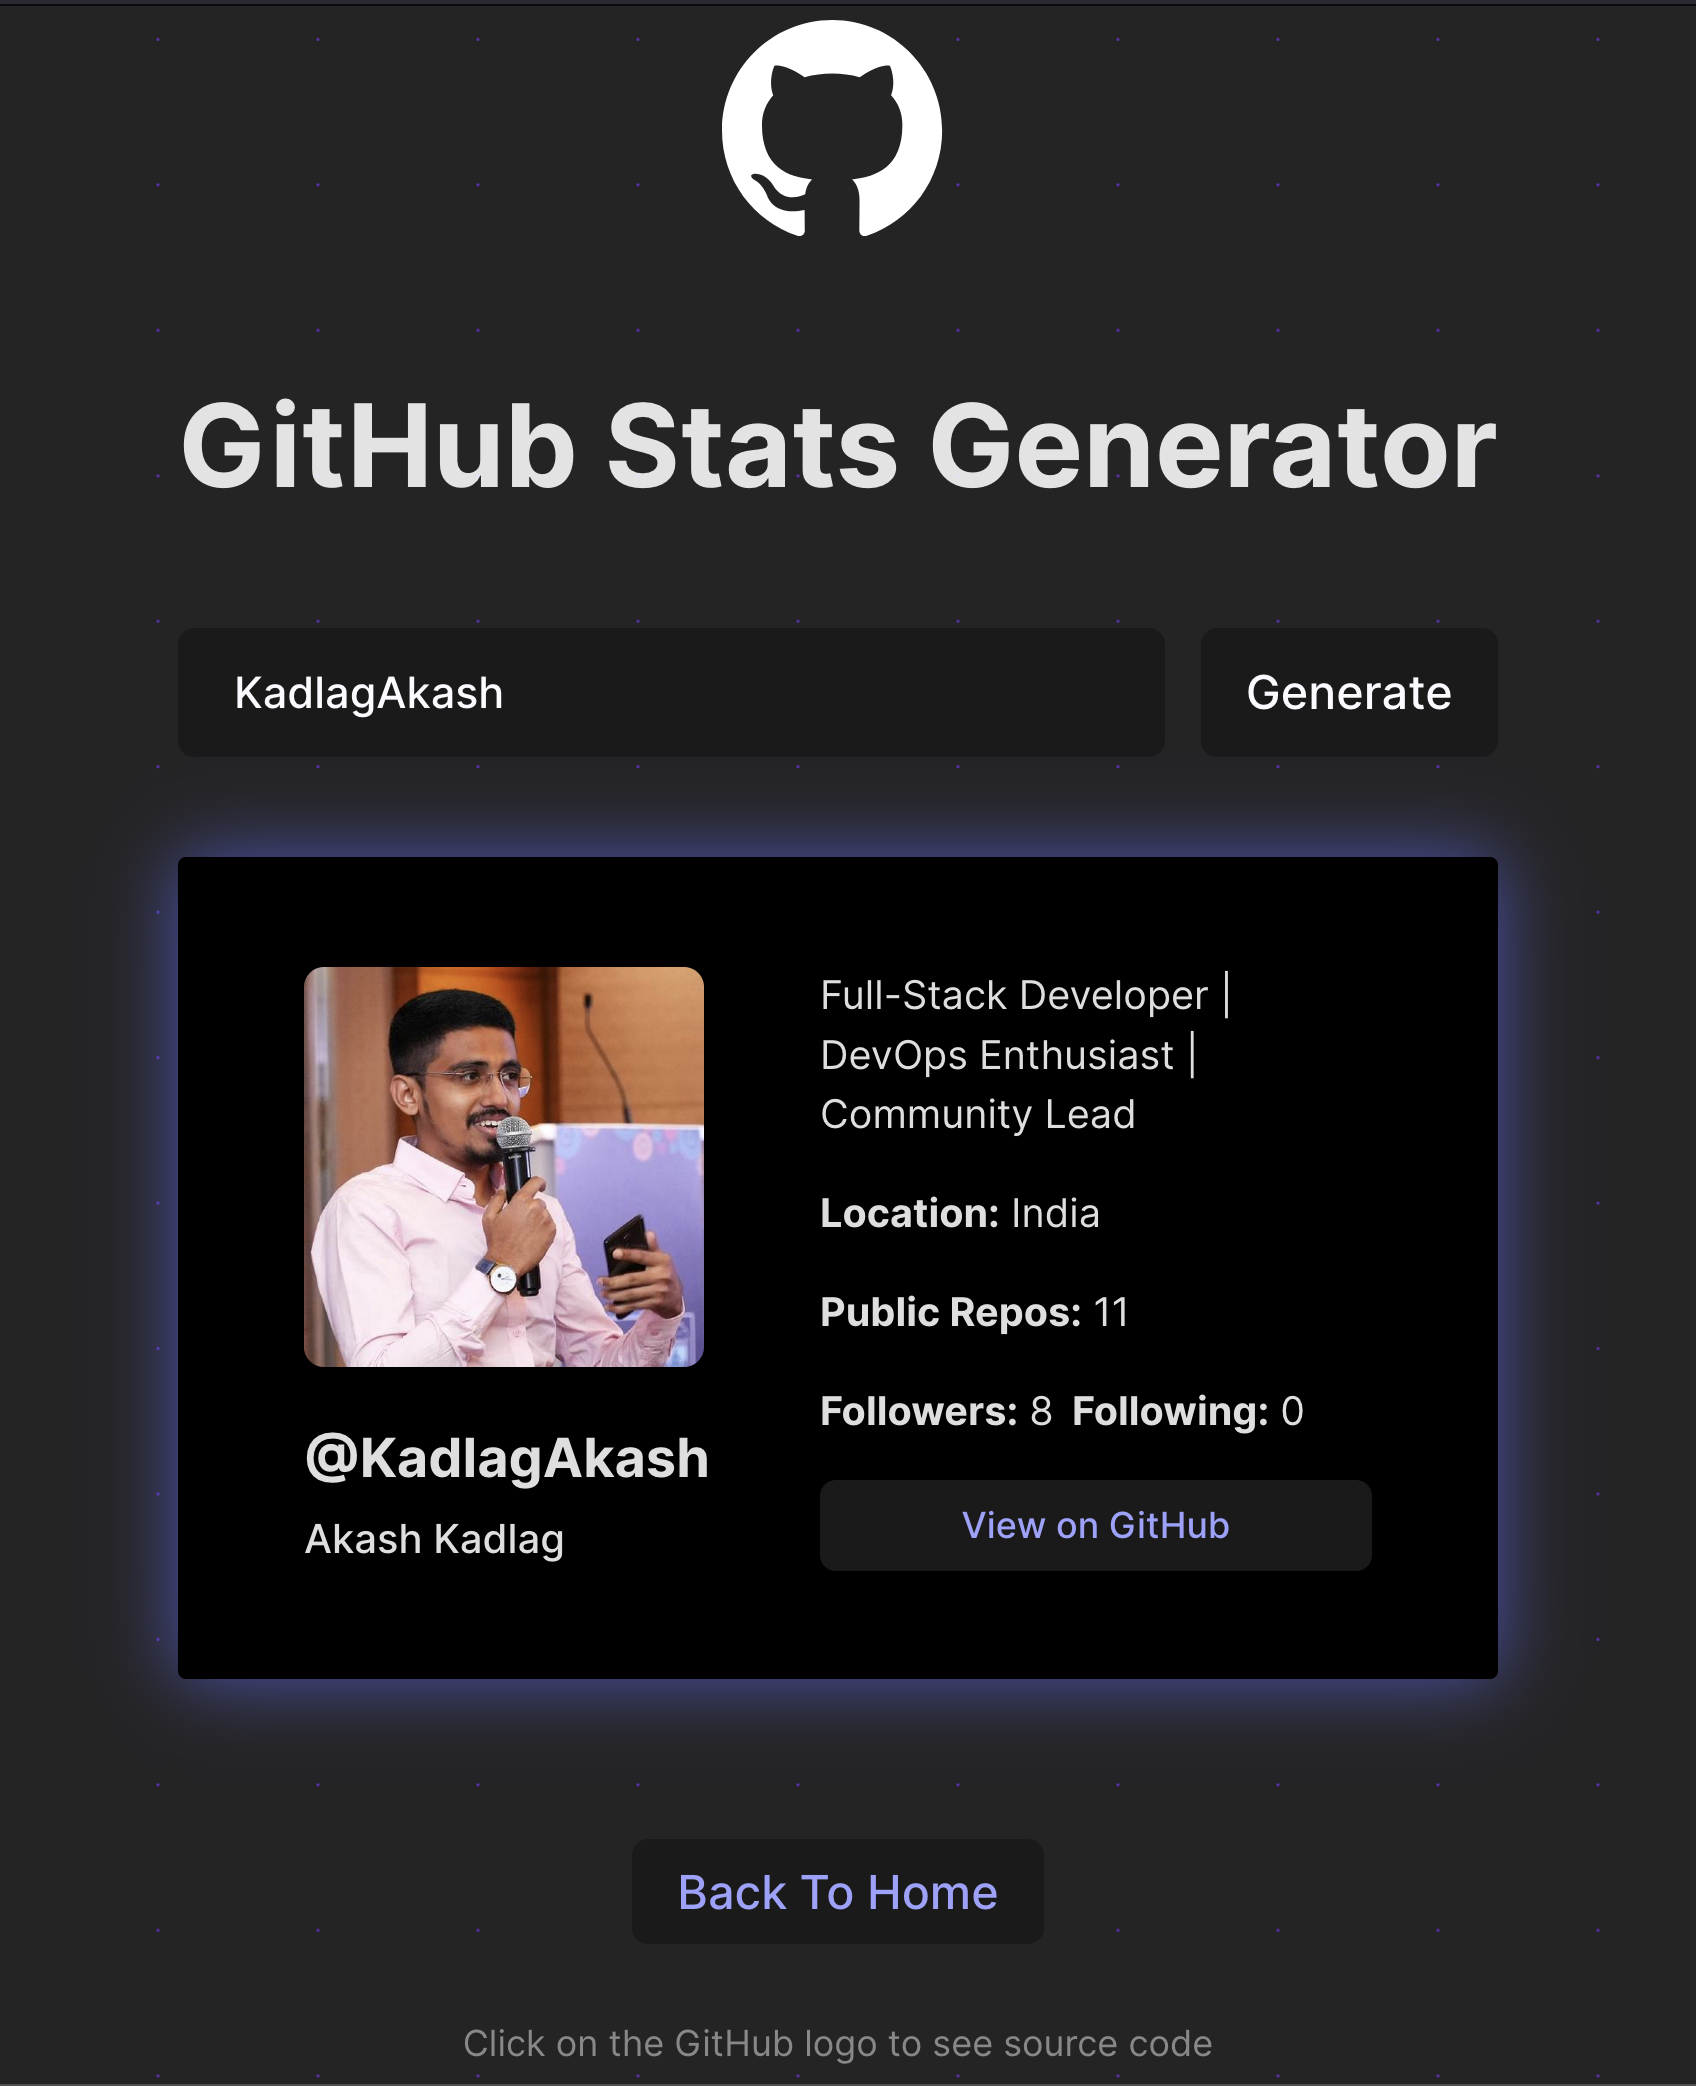 GitHub Stats Generator
KadlagAkash
Generate
Full-Stack Developer |
DevOps Enthusiast |
Community Lead
Location: India
Public Repos: 11
Followers: 8 Following: 0
View on GitHub
@KadlagAkash
Akash Kadlag
Back To Home
Click on the GitHub logo to see source code